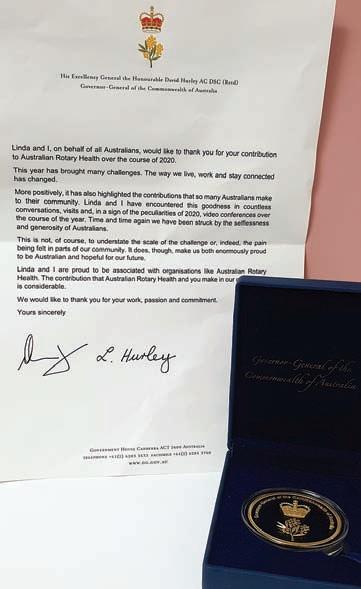 His Excellency General the Honourable David Hurley AC DSC (Retd)
Governor-General of the Commonwealth of Australia
Linda and I, on behalf of all Australians, would like to thank you for your contribution
to Australian Rotary Health over the course of 2020.
This year has brought many challenges. The way we live, work and stay connected
has changed.
More positively, it has also highlighted the contributions that so many Australians make
to their community. Linda and I have encountered this goodness in countless
conversations, visits and, in a sign of the peculiarities of 2020, video conferences over
the course of the year. Time and time again we have been struck by the selflessness
and generosity of Australians.
This is not, of course, to understate the scale of the challenge or, indeed, the pain
being felt in parts of our community. It does, though, make us both enormously proud
to be Australian and hopeful for our future.
Linda and I are proud to be associated with organisations like Australian Rotary
Health. The contribution that Australian Rotary Health and you make in our
is considerable.
We would like to thank you for your work, passion and commitment.
Yours sincerely
L. Hurley
Government House Canberra ACT 2600 Australia
Telephone +61(2) 6283 3533 Facsimile +61(2) 6281 3760
www.gg.gov.au
Governor-General of the
Commonwealth of Australia